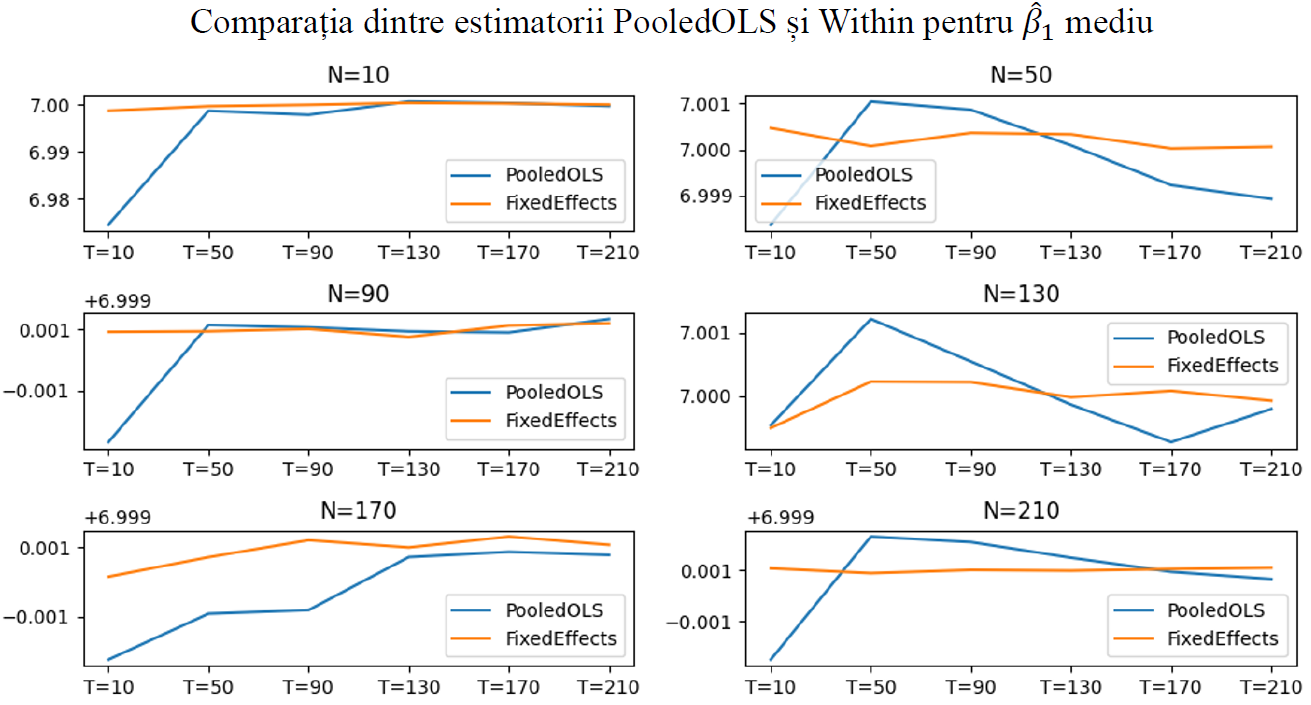 Comparația dintre estimatorii PooledOLS și Within pentru β̂₁ mediu
N=10
7.00
6.99
6.98
PooledOLS
FixedEffects
T=10 T=50 T=90 T=130 T=170 T=210
N=50
7.001
7.000
6.999
PooledOLS
FixedEffects
T=10 T=50 T=90 T=130 T=170 T=210
+6.999
N=90
0.001
−0.001
PooledOLS
FixedEffects
T=10 T=50 T=90 T=130 T=170 T=210
N=130
7.001
7.000
PooledOLS
FixedEffects
T=10 T=50 T=90 T=130 T=170 T=210
+6.999
N=170
0.001
−0.001
PooledOLS
FixedEffects
T=10 T=50 T=90 T=130 T=170 T=210
+6.999
N=210
0.001
−0.001
PooledOLS
FixedEffects
T=10 T=50 T=90 T=130 T=170 T=210